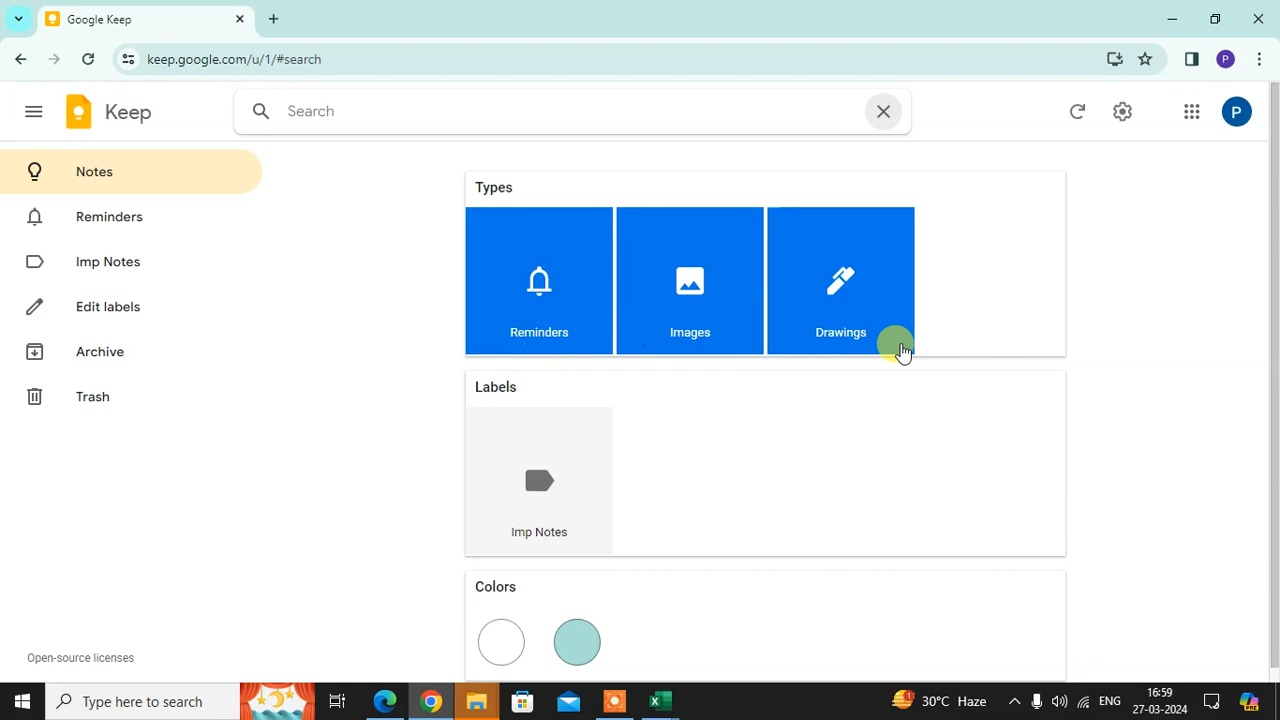 Google Keep
keep.google.com/u/1/#search
P
Keep
Search
P
Notes
Reminders
Imp Notes
Edit labels
Archive
Trash
Types
Reminders
Images
Drawings
Labels
Imp Notes
Colors
Open-source licenses
Type here to search
1
30°C Haze
ENG
16:59
27-03-2024